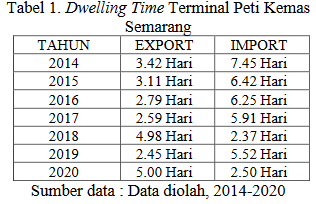 Tabel 1. Dwelling Time Terminal Peti Kemas
Semarang
TAHUN EXPORT IMPORT
2014 3.42 Hari 7.45 Hari
2015 3.11 Hari 6.42 Hari
2016 2.79 Hari 6.25 Hari
2017 2.59 Hari 5.91 Hari
2018 4.98 Hari 2.37 Hari
2019 2.45 Hari 5.52 Hari
2020 5.00 Hari 2.50 Hari
Sumber data : Data diolah, 2014-2020